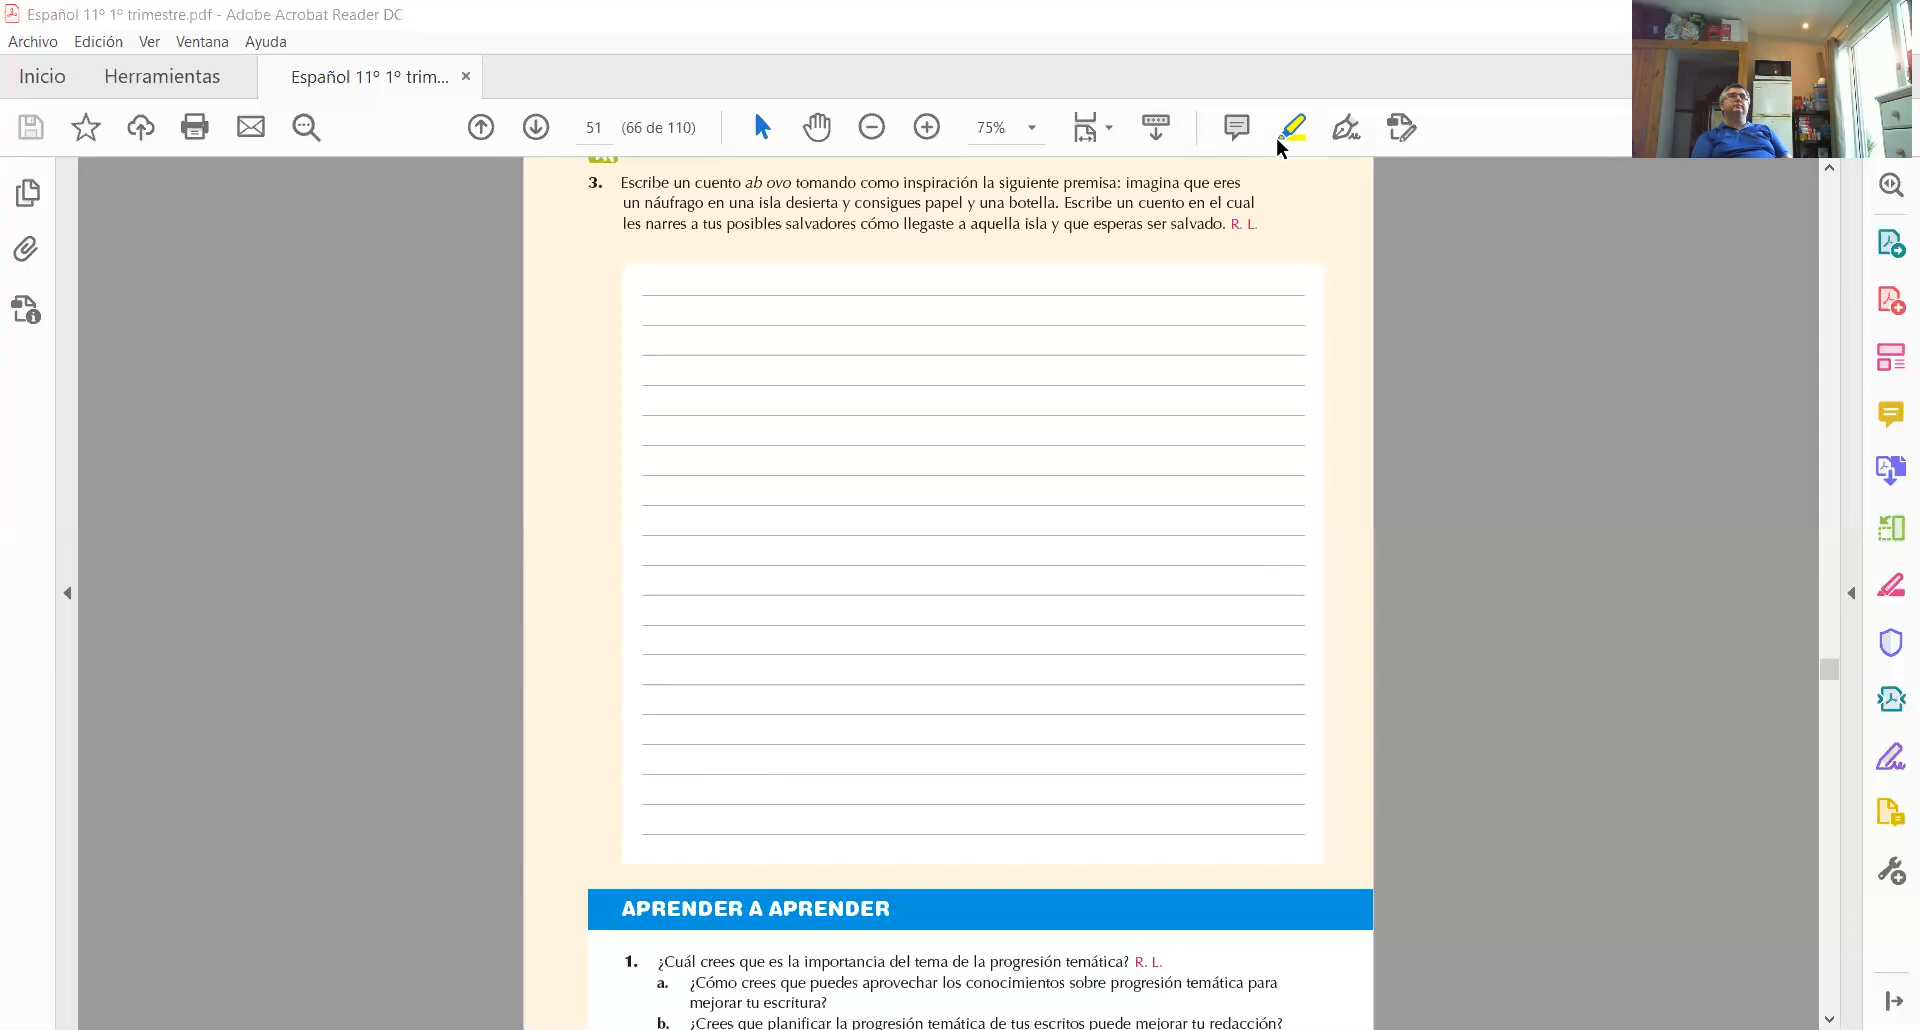 Español 11º 1º trimestre.pdf - Adobe Acrobat Reader DC
Archivo Edición Ver Ventana Ayuda
Inicio Herramientas Español 11º 1º trim... ×
51 (66 de 110) 75%
3. Escribe un cuento ab ovo tomando como inspiración la siguiente premisa: imagina que eres
un náufrago en una isla desierta y consigues papel y una botella. Escribe un cuento en el cual
les narres a tus posibles salvadores cómo llegaste a aquella isla y que esperas ser salvado. R. L.
APRENDER A APRENDER
1. ¿Cuál crees que es la importancia del tema de la progresión temática? R. L.
a. ¿Cómo crees que puedes aprovechar los conocimientos sobre progresión temática para
mejorar tu escritura?
b. ¿Crees que planificar la progresión temática de tus escritos puede mejorar tu redacción?